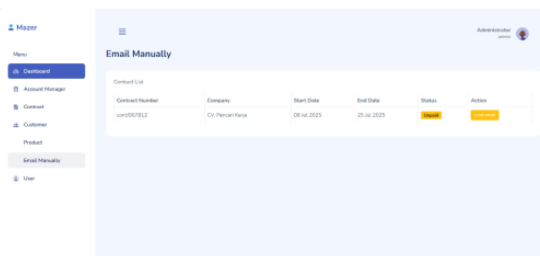 Mazer
Administrator
admin
Email Manually
Menu
Dashboard
Account Manager
Contract
Customer
Product
Email Manually
User
Contract List
Contract Number Company Start Date End Date Status Action
cont/067812 CV. Pencari Kerja 08 Jul 2025 25 Jul 2025 Unpaid